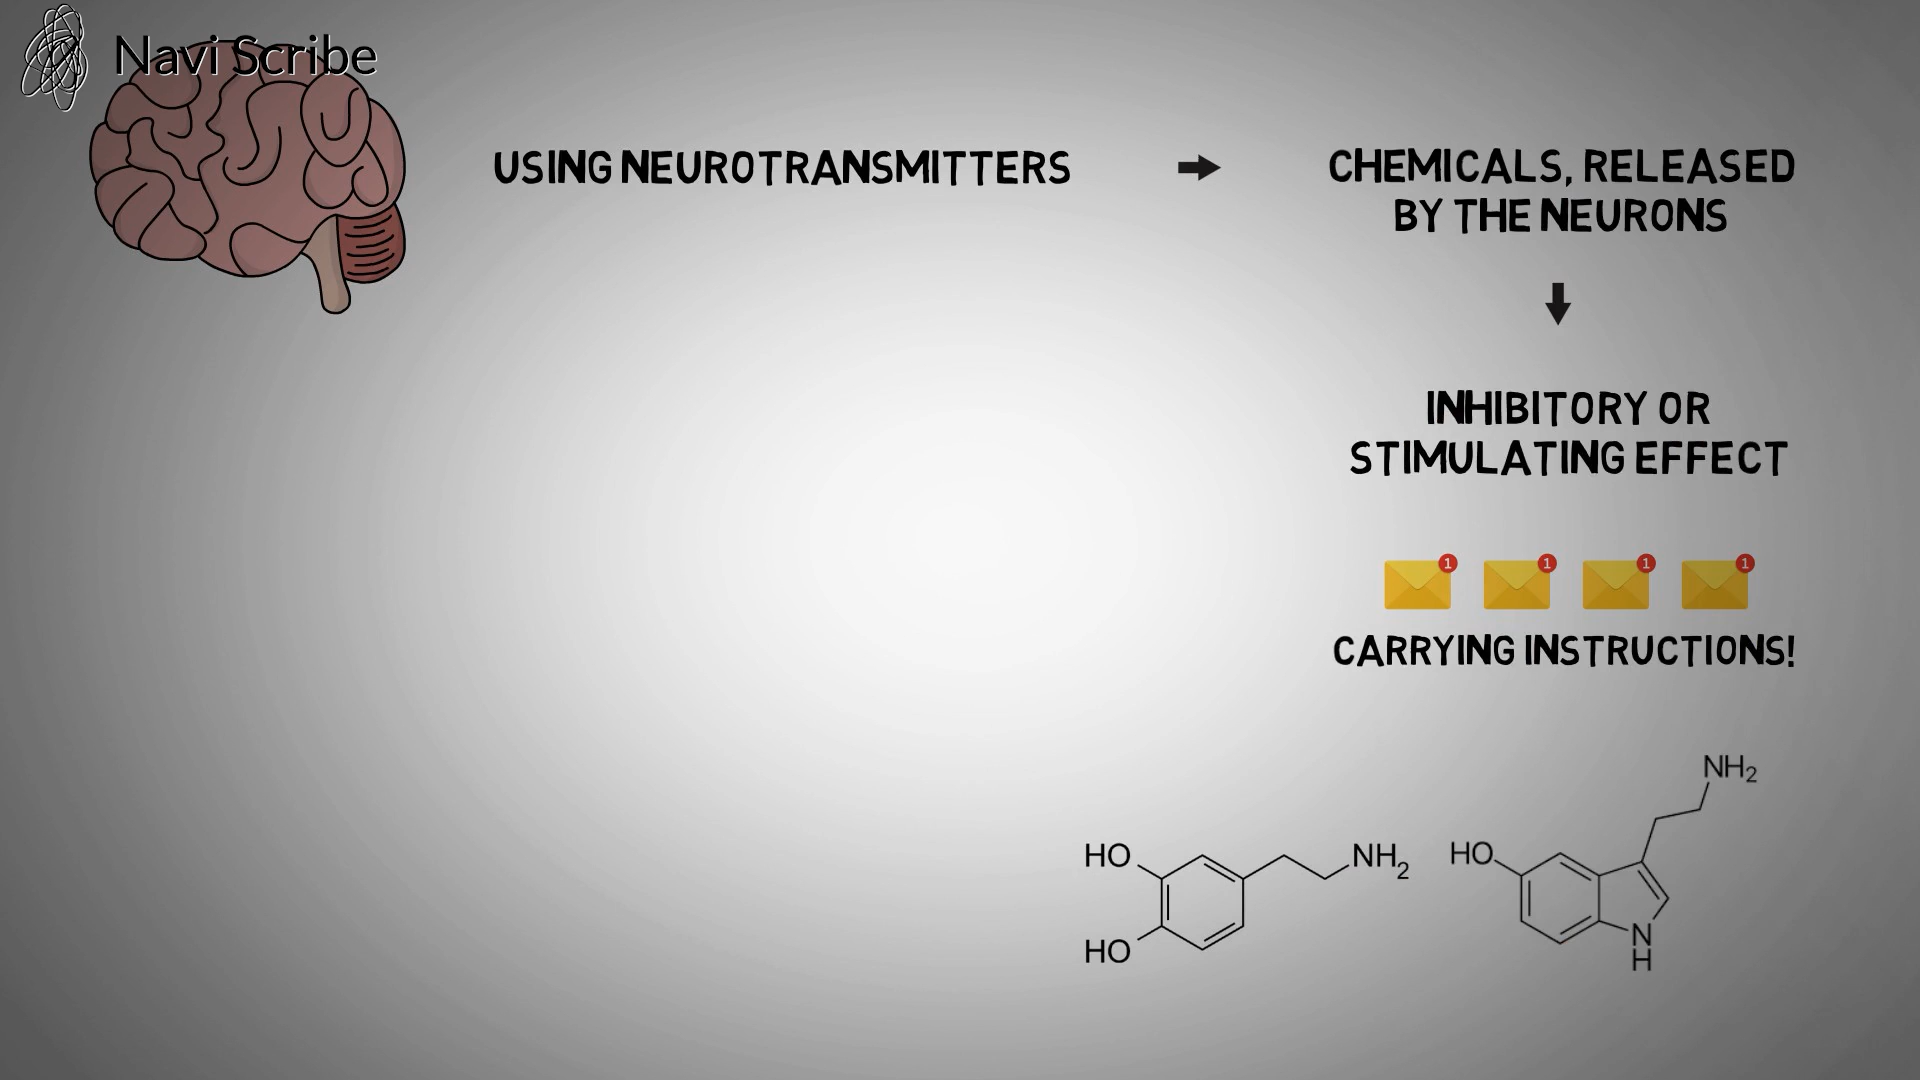 Navi Scribe
USING NEUROTRANSMITTERS
CHEMICALS, RELEASED
BY THE NEURONS
INHIBITORY OR
STIMULATING EFFECT
1 1 1 1
CARRYING INSTRUCTIONS!
NH2
HO NH2 HO
HO N
H